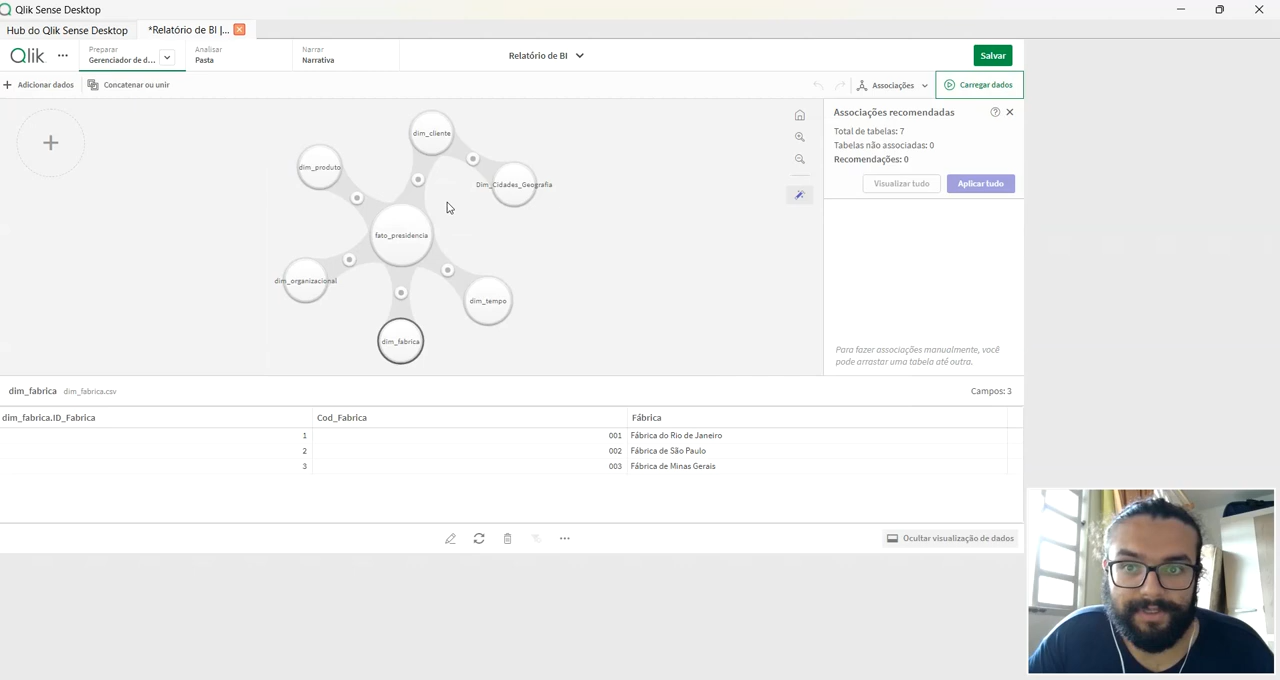 Qlik Sense Desktop
Hub do Qlik Sense Desktop
*Relatório de BI |...
Qlik
...
Preparar
Gerenciador de d...
Analisar
Pasta
Narrar
Narrativa
Relatório de BI
Salvar
Adicionar dados
Concatenar ou unir
Associações
Carregar dados
dim_cliente
dim_produto
Dim_Cidades_Geografia
fato_presidencia
dim_organizacional
dim_tempo
dim_fabrica
Associações recomendadas
Total de tabelas: 7
Tabelas não associadas: 0
Recomendações: 0
Visualizar tudo
Aplicar tudo
Para fazer associações manualmente, você
pode arrastar uma tabela até outra.
dim_fabrica dim_fabrica.csv
Campos: 3
dim_fabrica.ID_Fabrica Cod_Fabrica Fábrica
1 001 Fábrica do Rio de Janeiro
2 002 Fábrica de São Paulo
3 003 Fábrica de Minas Gerais
Ocultar visualização de dados